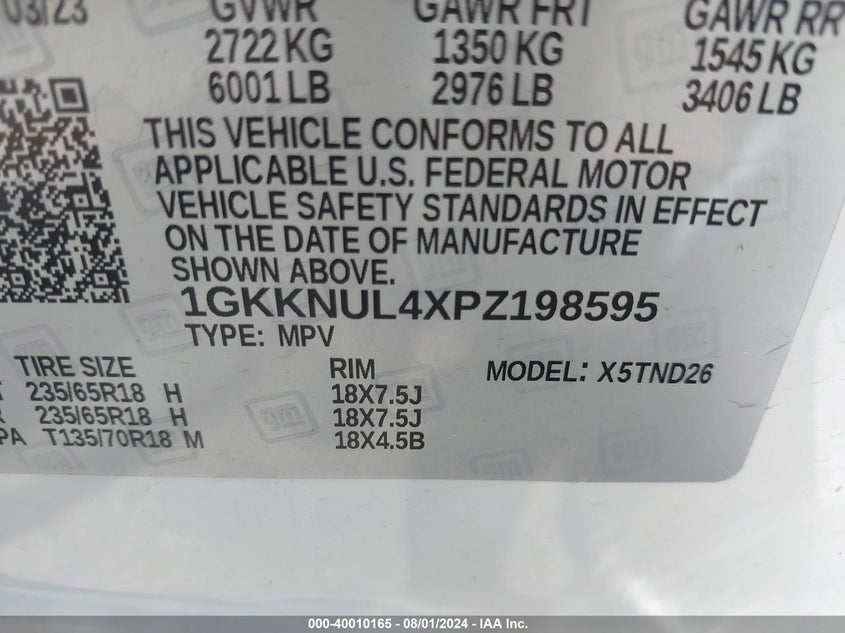 03/23 GVWR GAWR FRT GAWR RR
2722 KG 1350 KG 1545 KG
6001 LB 2976 LB 3406 LB
THIS VEHICLE CONFORMS TO ALL
APPLICABLE U.S. FEDERAL MOTOR
VEHICLE SAFETY STANDARDS IN EFFECT
ON THE DATE OF MANUFACTURE
SHOWN ABOVE.
1GKKNUL4XPZ198595
TYPE: MPV
TIRE SIZE RIM MODEL: X5TND26
235/65R18 H 18X7.5J
235/65R18 H 18X7.5J
PA T135/70R18 M 18X4.5B
000-40010165 - 08/01/2024 - IAA Inc.